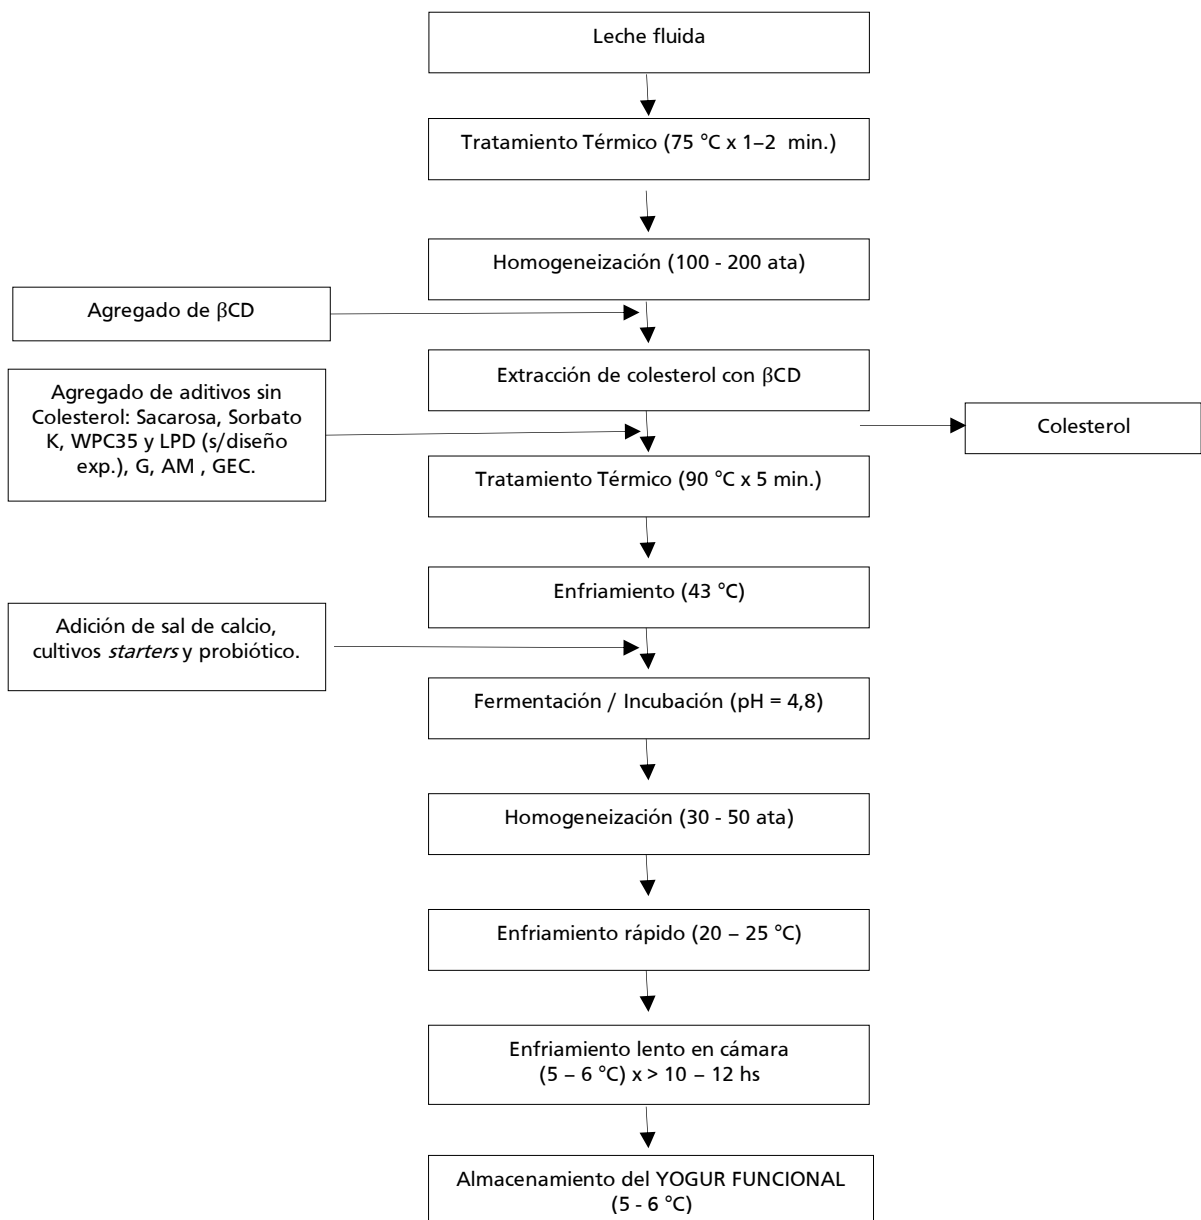 Leche fluida
Tratamiento Térmico (75 °C x 1–2 min.)
Homogeneización (100 - 200 ata)
Agregado de βCD
Extracción de colesterol con βCD
Agregado de aditivos sin
Colesterol: Sacarosa, Sorbato
K, WPC35 y LPD (s/diseño
exp.), G, AM , GEC.
Colesterol
Tratamiento Térmico (90 °C x 5 min.)
Enfriamiento (43 °C)
Adición de sal de calcio,
cultivos starters y probiótico.
Fermentación / Incubación (pH = 4,8)
Homogeneización (30 - 50 ata)
Enfriamiento rápido (20 – 25 °C)
Enfriamiento lento en cámara
(5 – 6 °C) x > 10 – 12 hs
Almacenamiento del YOGUR FUNCIONAL
(5 - 6 °C)